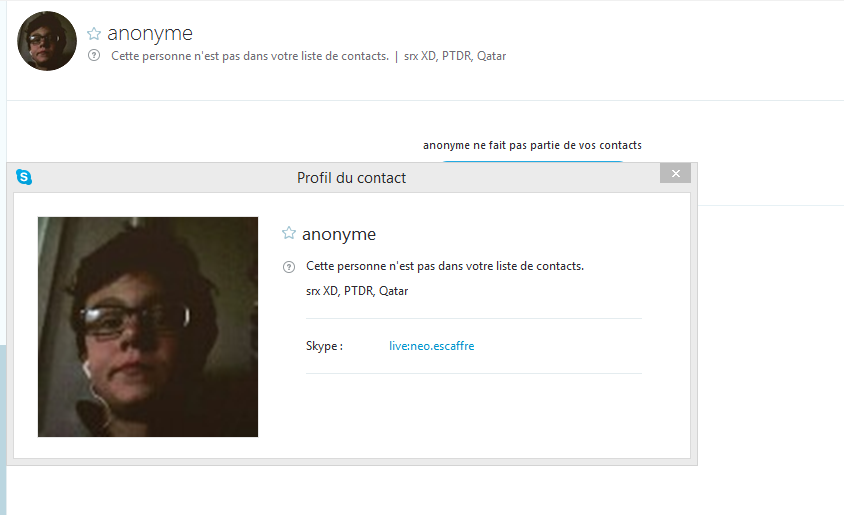 anonyme
Cette personne n'est pas dans votre liste de contacts. | srx XD, PTDR, Qatar
anonyme ne fait pas partie de vos contacts
Profil du contact
anonyme
Cette personne n'est pas dans votre liste de contacts.
srx XD, PTDR, Qatar
Skype : live:neo.escaffre